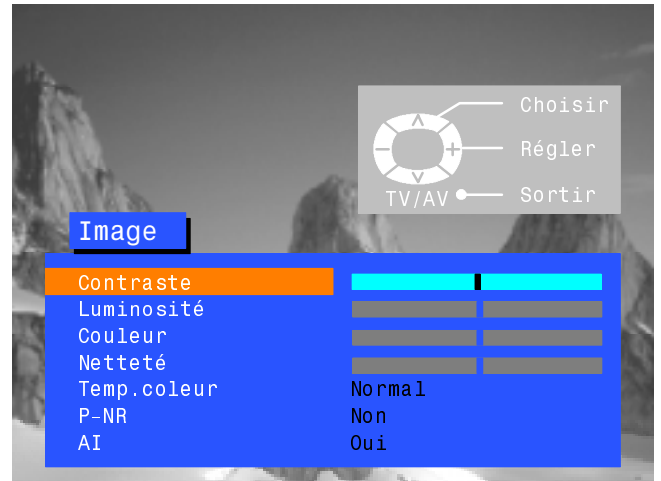 Choisir
Régler
TV/AV Sortir
Image
Contraste
Luminosité
Couleur
Netteté
Temp.coleur Normal
P-NR Non
AI Oui